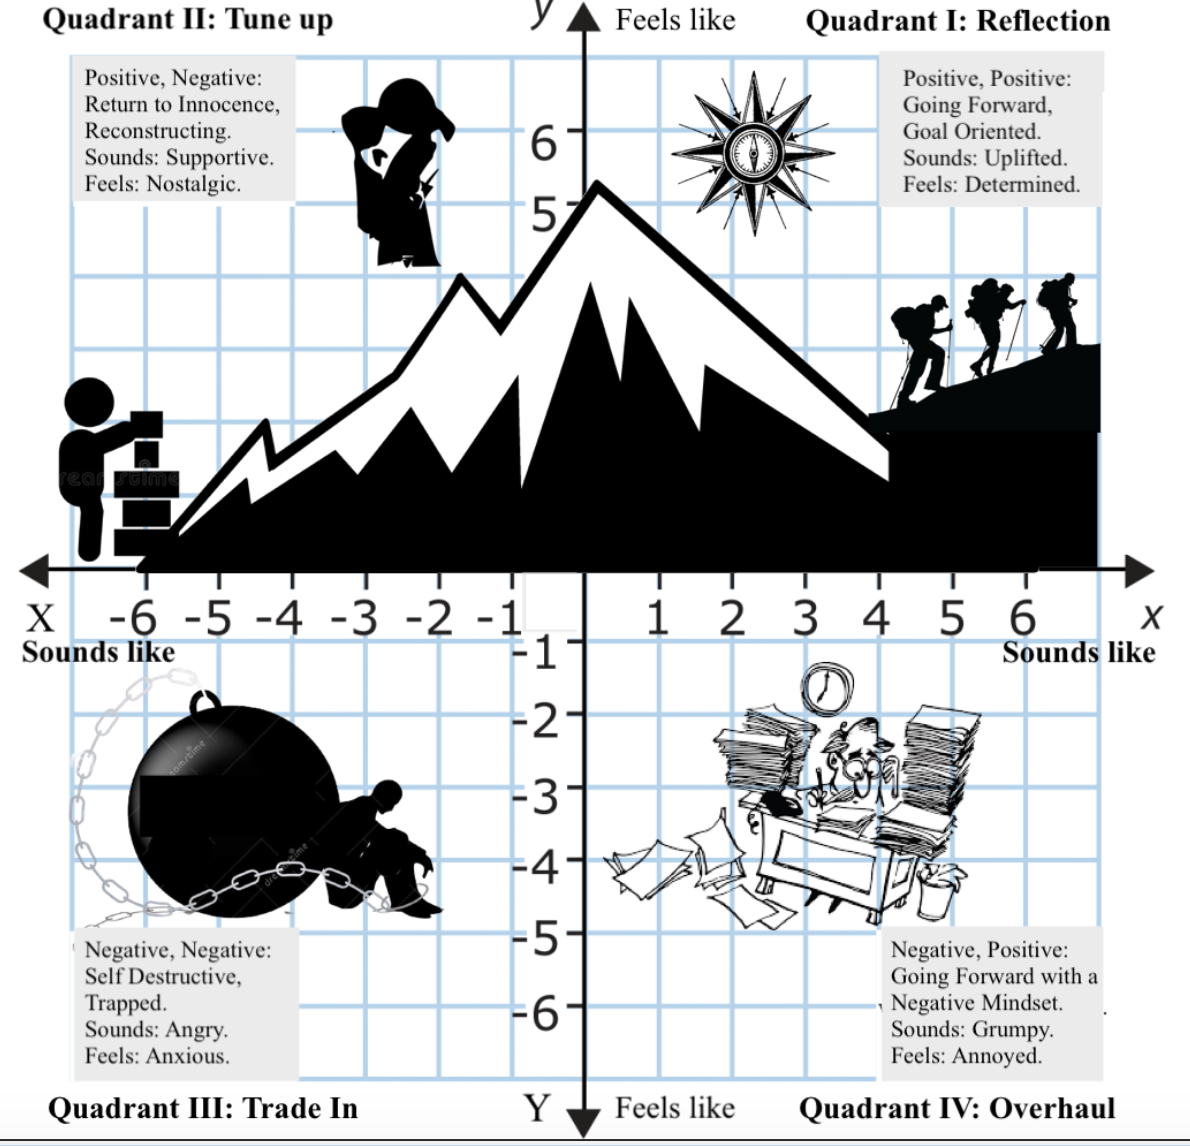 Quadrant II: Tune up
y
Feels like
Quadrant I: Reflection
Positive, Negative:
Return to Innocence,
Reconstructing.
Sounds: Supportive.
Feels: Nostalgic.
Positive, Positive:
Going Forward,
Goal Oriented.
Sounds: Uplifted.
Feels: Determined.
6
5
X
-6 -5 -4 -3 -2 -1 1 2 3 4 5 6
x
Sounds like
Sounds like
-1
-2
-3
-4
-5
-6
Negative, Negative:
Self Destructive,
Trapped.
Sounds: Angry.
Feels: Anxious.
Negative, Positive:
Going Forward with a
Negative Mindset.
Sounds: Grumpy.
Feels: Annoyed.
Quadrant III: Trade In
Y
Feels like
Quadrant IV: Overhaul